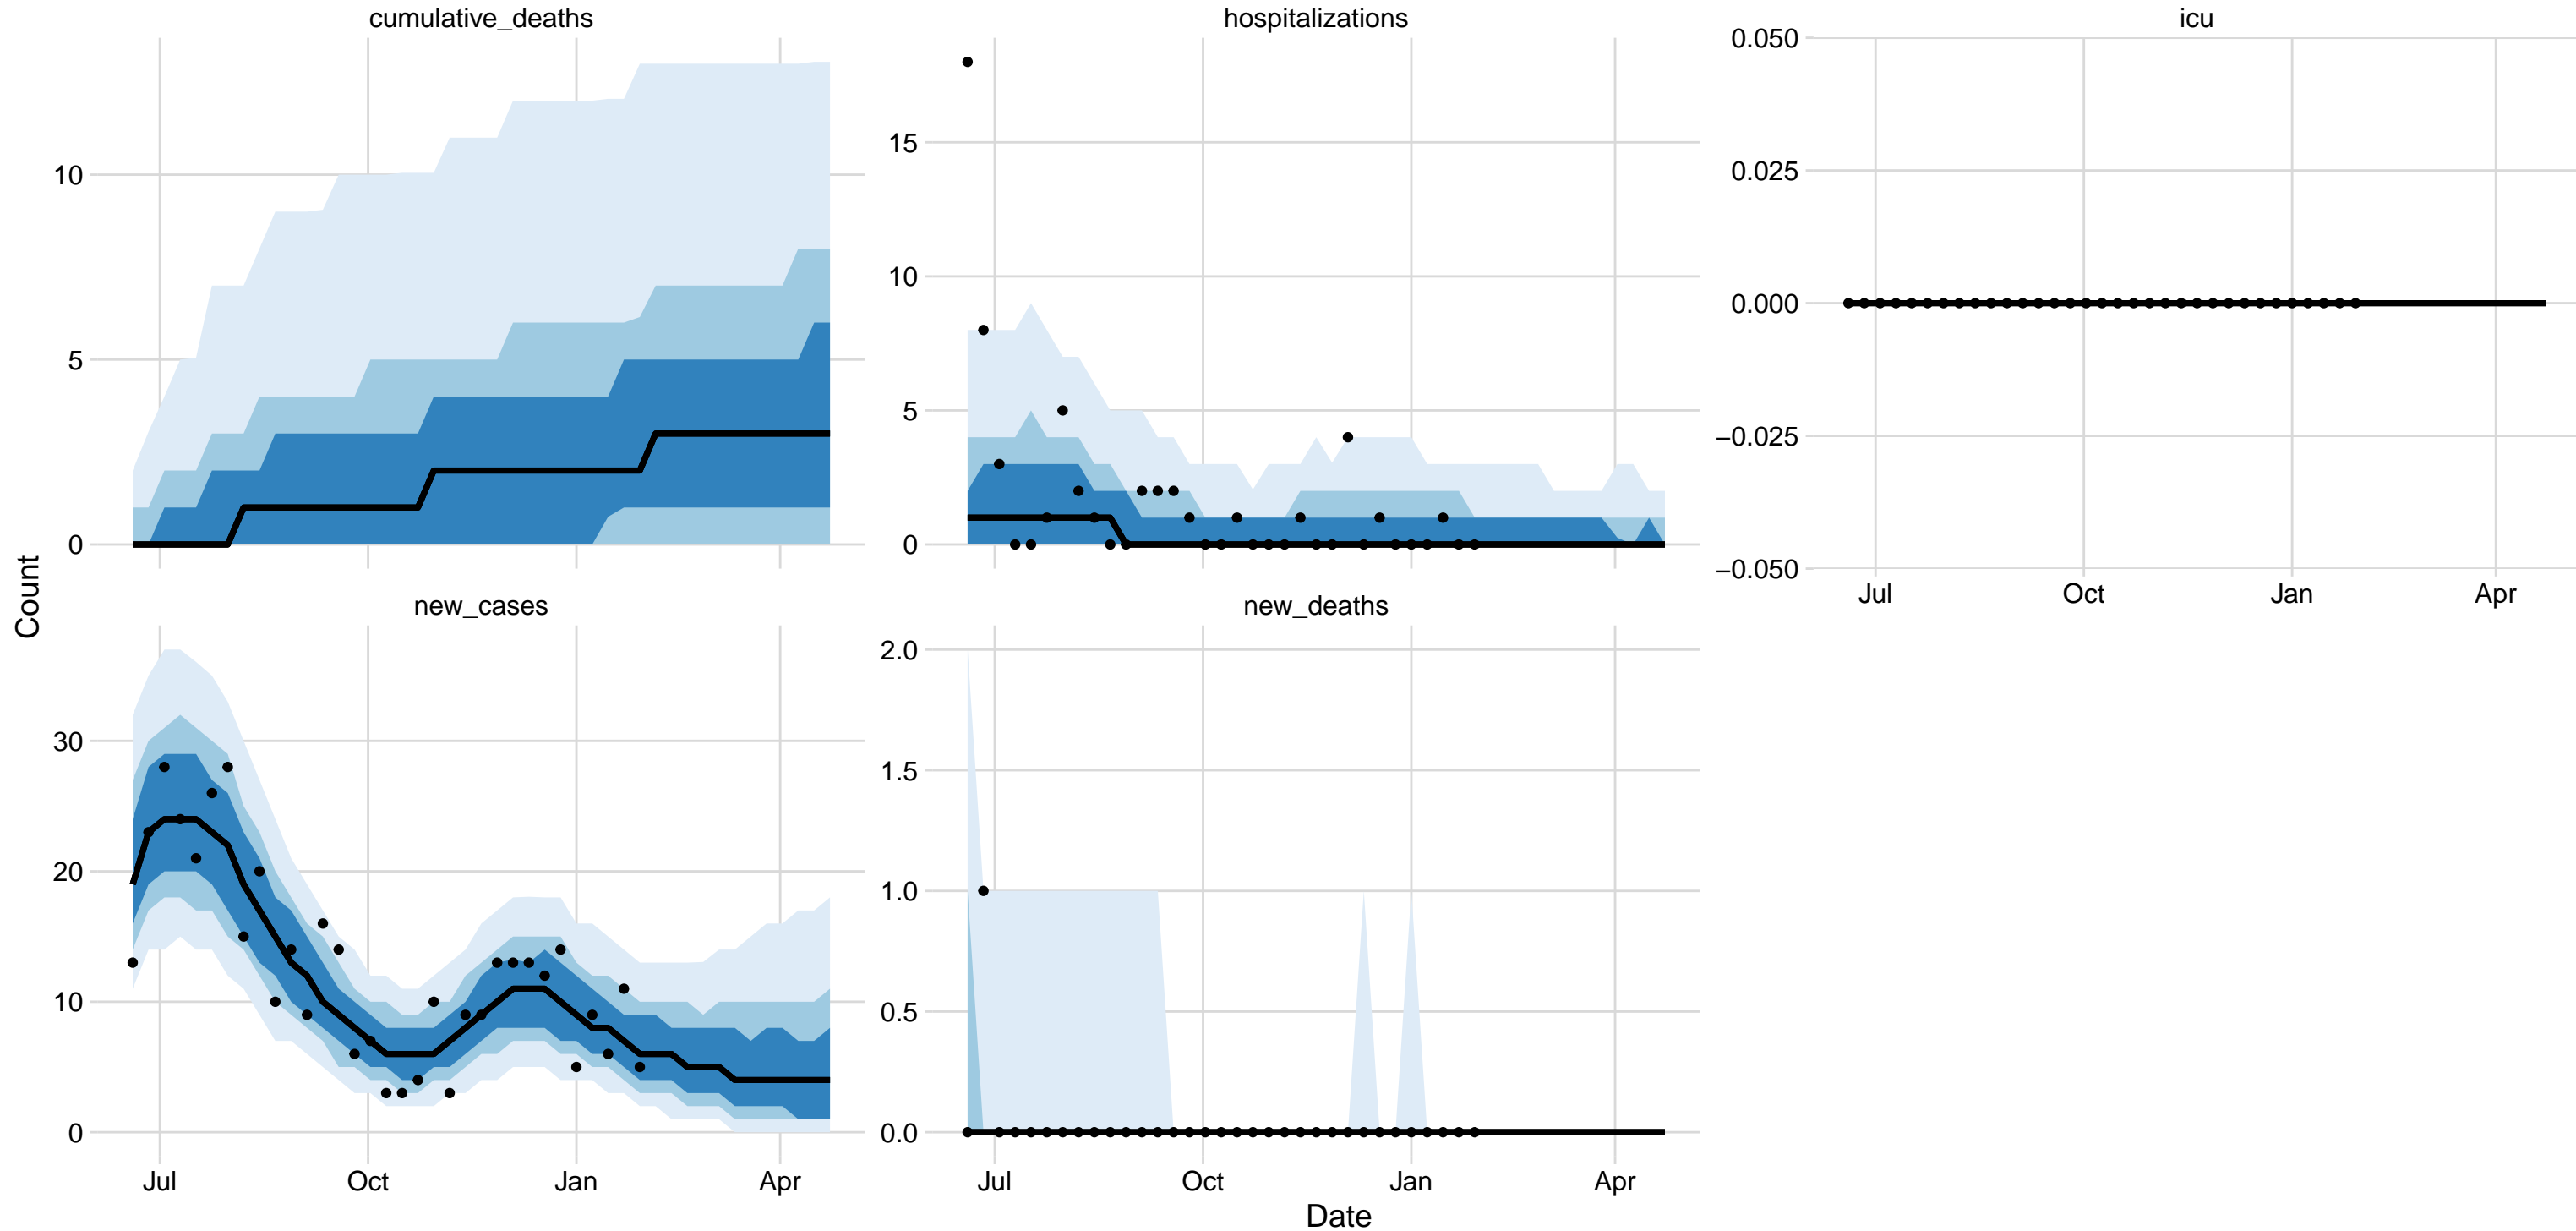 cumulative_deaths
hospitalizations
icu
10
5
0
15
10
5
0
0.050
0.025
0.000
−0.025
−0.050
Jul Oct Jan Apr
Count
new_cases
new_deaths
30
20
10
0
2.0
1.5
1.0
0.5
0.0
Jul Oct Jan Apr
Jul Oct Jan Apr
Date